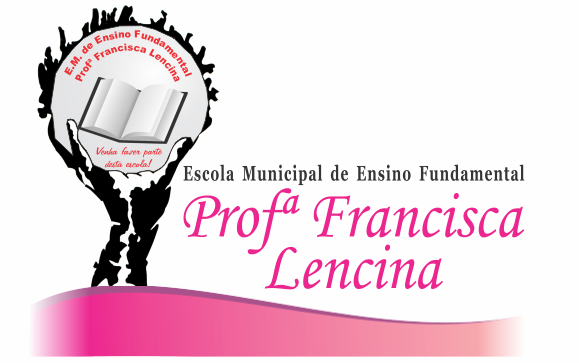 E.M. de Ensino Fundamental
Profª Francisca Lencina
Venha fazer parte
desta escola!
Escola Municipal de Ensino Fundamental
Profª Francisca
Lencina